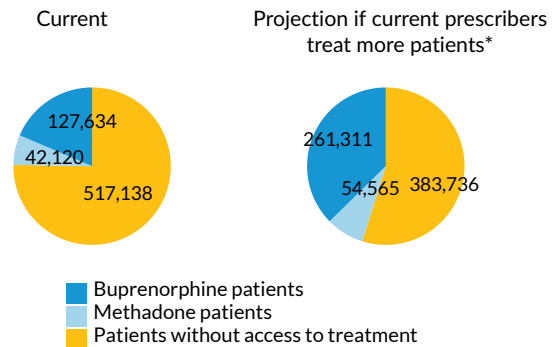 Current
Projection if current prescribers
treat more patients*
127,634
42,120
517,138
261,311
54,565
383,736
Buprenorphine patients
Methadone patients
Patients without access to treatment